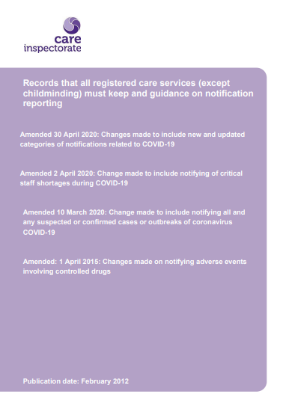 care
inspectorate
Records that all registered care services (except
childminding) must keep and guidance on notification
reporting
Amended 30 April 2020: Changes made to include new and updated
categories of notifications related to COVID-19
Amended 2 April 2020: Change made to include notifying of critical
staff shortages during COVID-19
Amended 10 March 2020: Change made to include notifying all and
any suspected or confirmed cases or outbreaks of coronavirus
COVID-19
Amended: 1 April 2015: Changes made on notifying adverse events
involving controlled drugs
Publication date: February 2012